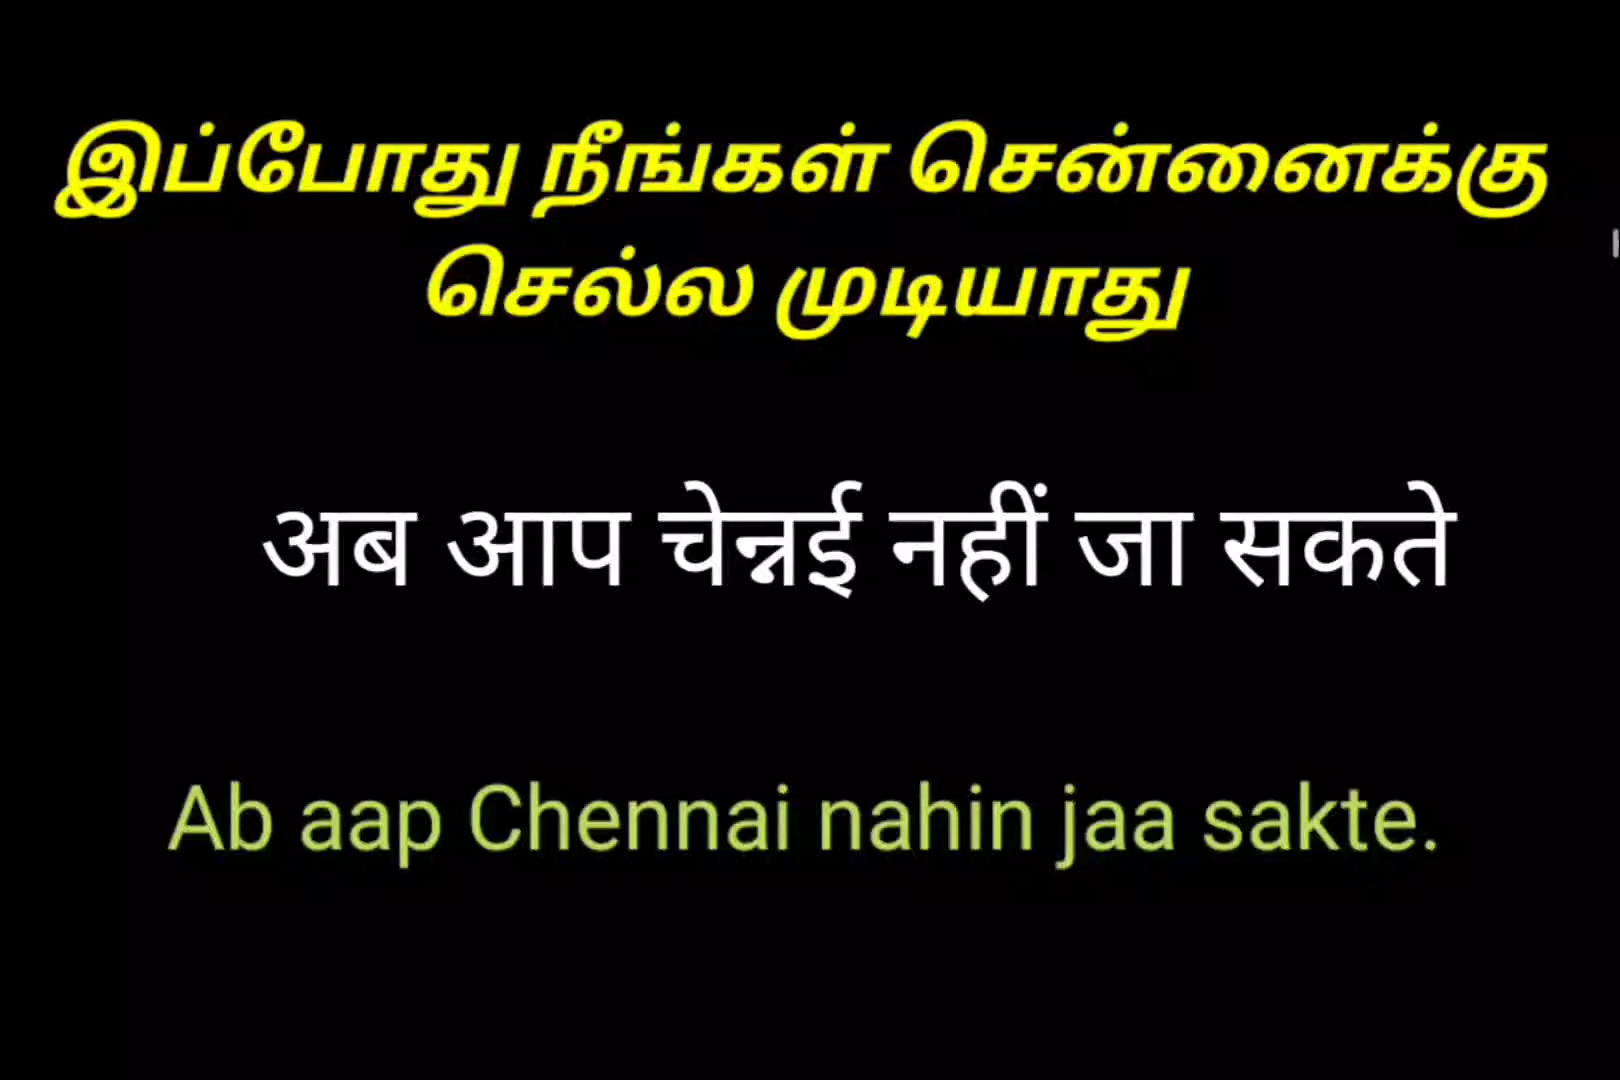 இப்போது நீங்கள் சென்னைக்கு
செல்ல முடியாது
अब आप चेन्नई नहीं जा सकते
Ab aap Chennai nahin jaa sakte.